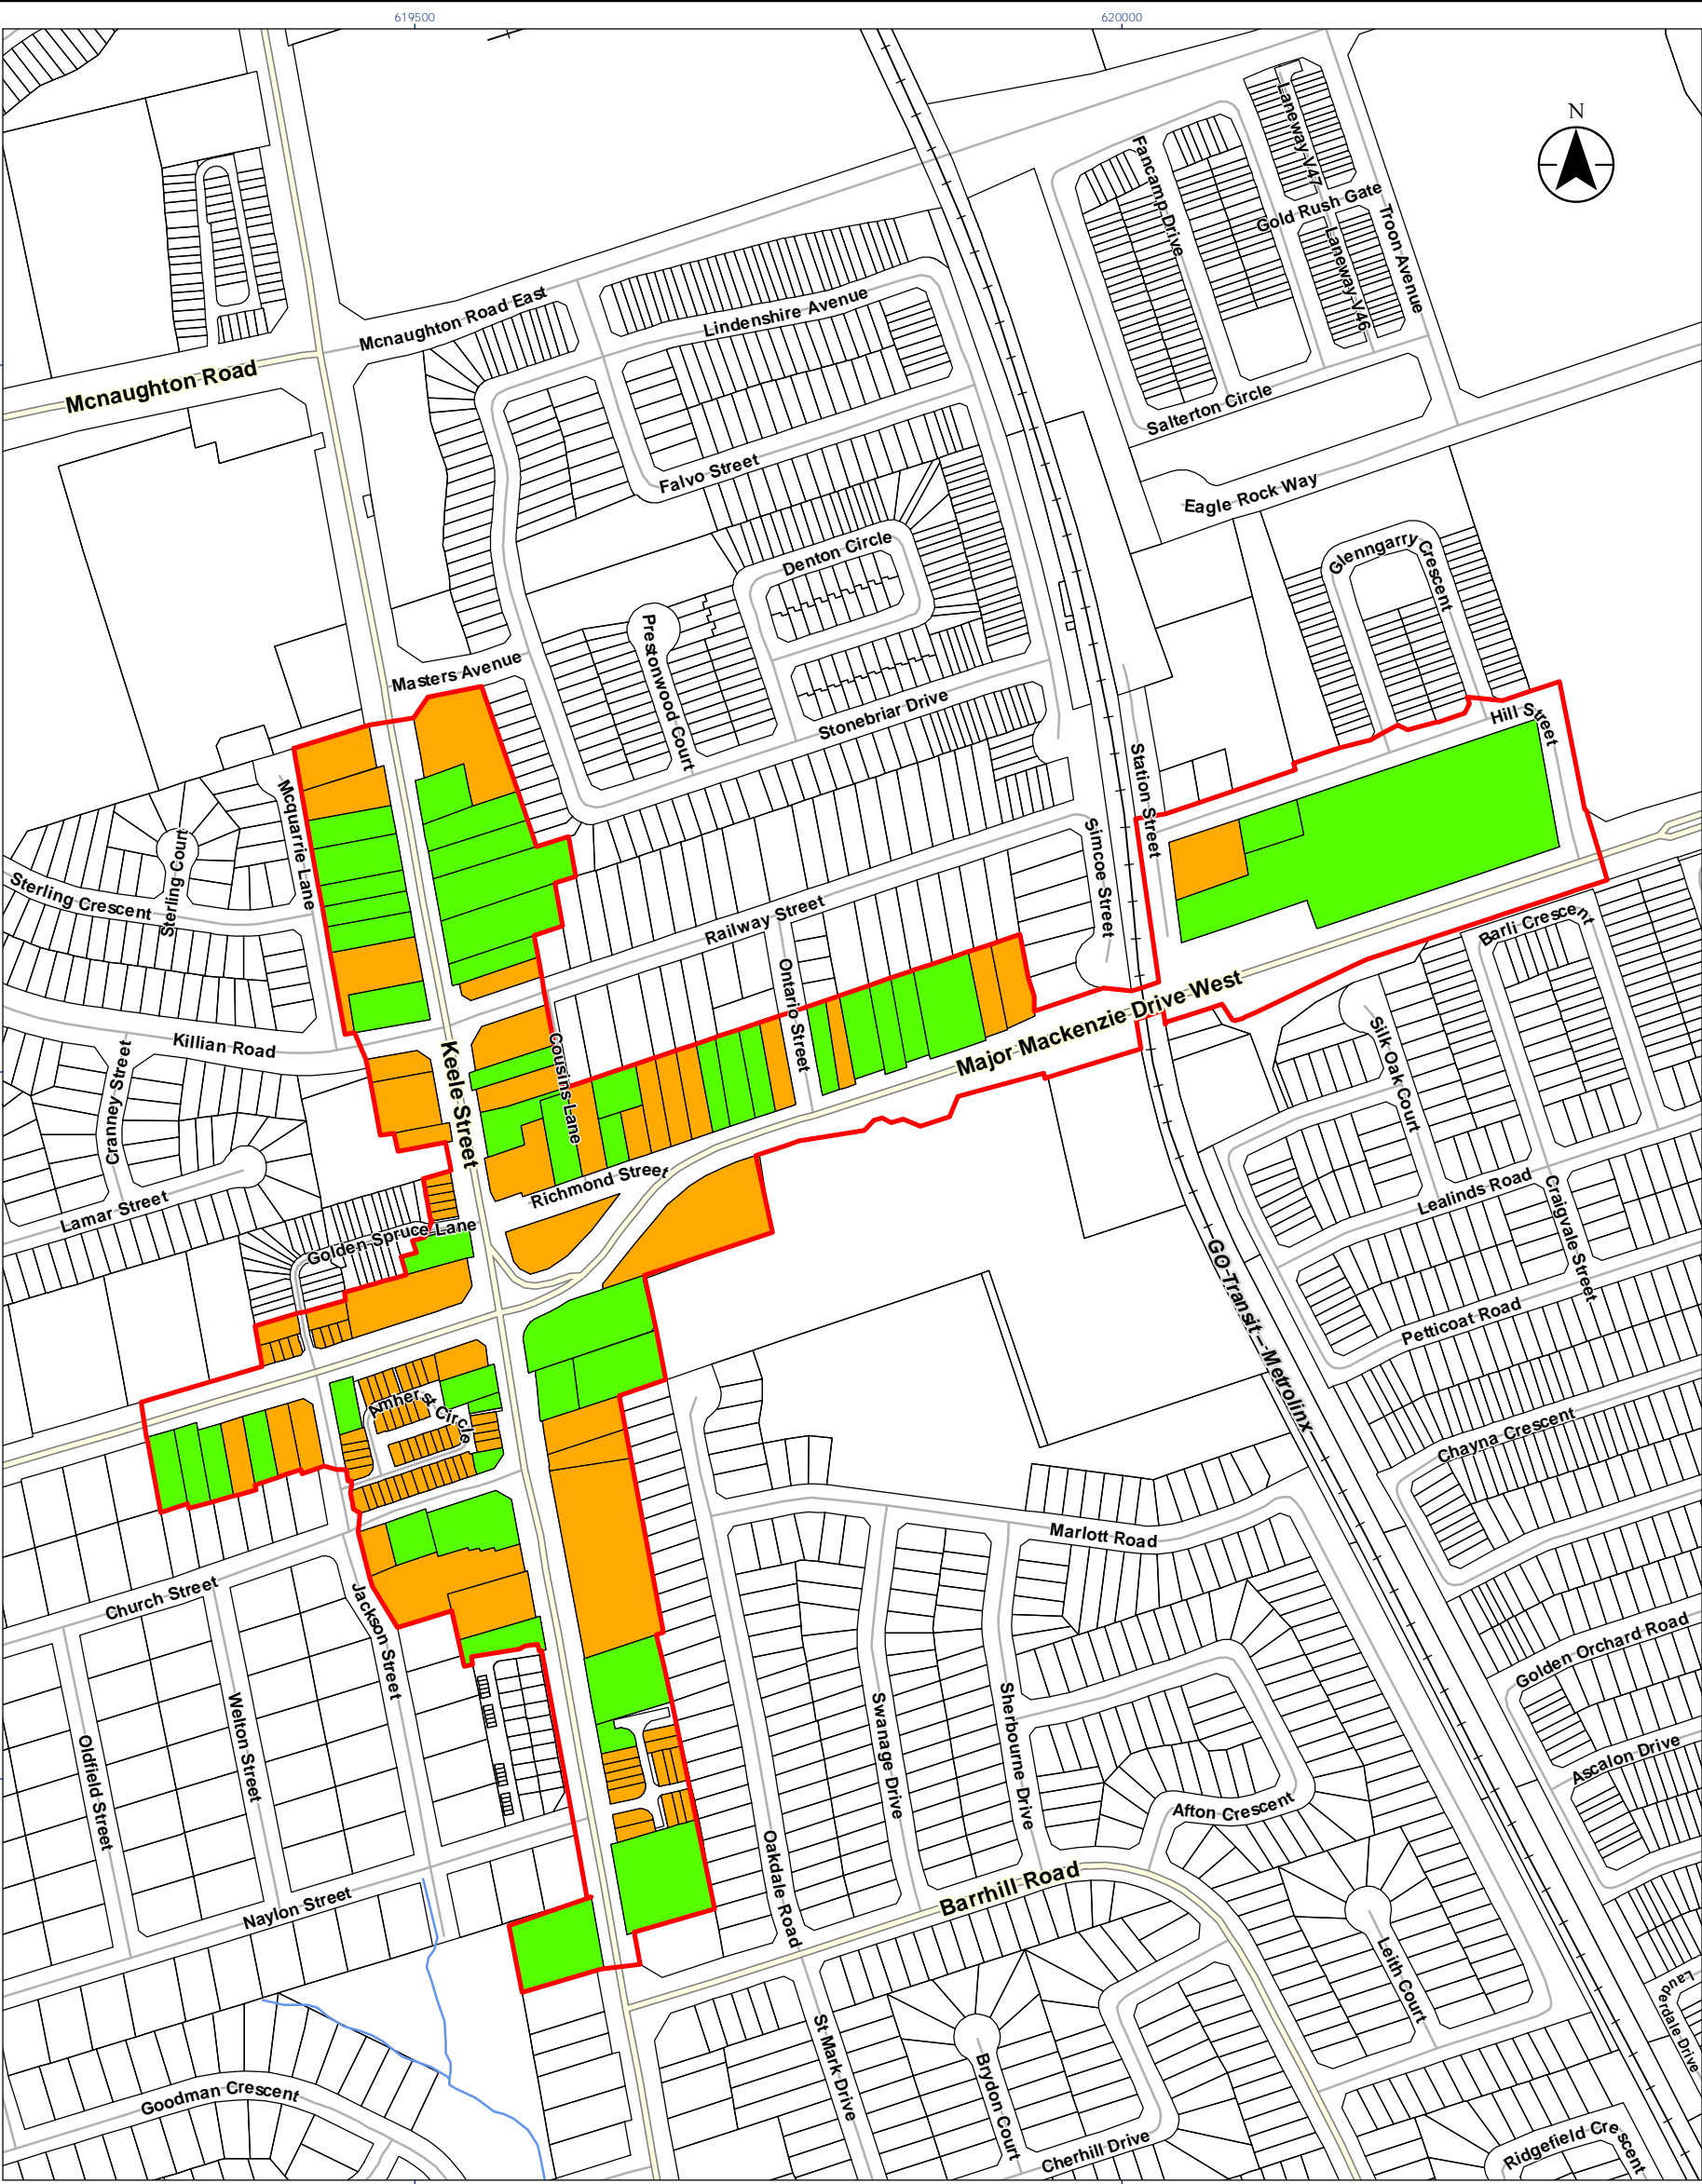 619500
620000
N
Laneway V47
Fancamp Drive
Gold Rush Gate
Troon Avenue
Laneway V46
Mcnaughton Road East
Lindenshire Avenue
Mcnaughton Road
Salterton Circle
Falvo Street
Eagle Rock Way
Denton Circle
Glenngarry Crescent
Prestonwood Court
Masters Avenue
Stonebriar Drive
Hill Street
Station Street
Mcquarrie Lane
Sterling Court
Simcoe Street
Sterling Crescent
Railway Street
Barli Crescent
Ontario Street
Major Mackenzie Drive West
Killian Road
Keele Street
Cousins Lane
Silk Oak Court
Cranney Street
Richmond Street
Lamar Street
Golden Spruce Lane
Lealinds Road
Craigvale Street
GO Transit - Metrolinx
Petticoat Road
Amherst Circle
Chayna Crescent
Marlott Road
Church Street
Jackson Street
Golden Orchard Road
Welton Street
Oldfield Street
Swanage Drive
Sherbourne Drive
Ascalon Drive
Afton Crescent
Oakdale Road
Barrhill Road
Naylon Street
Leith Court
St Mark Drive
Brydon Court
Goodman Crescent
Cherhill Drive
Ridgefield Crescent